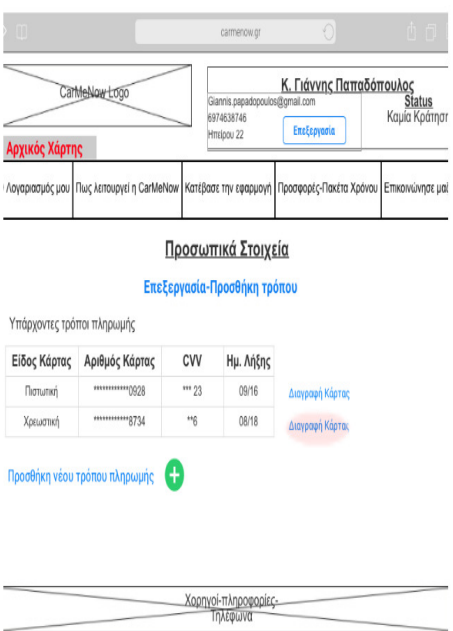 carmenow.gr
CarMeNow Logo
Κ. Γιάννης Παπαδόπουλος
Giannis.papadopoulos@gmail.com
6974638746
Ηπείρου 22
Επεξεργασία
Status
Καμία Κράτηση
Αρχικός Χάρτης
Λογαριασμός μου Πως λειτουργεί η CarMeNow Κατέβασε την εφαρμογή Προσφορές-Πακέτα Χρόνου Επικοινώνησε μαζ
Προσωπικά Στοιχεία
Επεξεργασία-Προσθήκη τρόπου
Υπάρχοντες τρόποι πληρωμής
Είδος Κάρτας Αριθμός Κάρτας CVV Ημ. Λήξης
Πιστωτική ************0928 *** 23 09/16 Διαγραφή Κάρτας
Χρεωστική ************8734 **6 08/18 Διαγραφή Κάρτας
Προσθήκη νέου τρόπου πληρωμής
Χορηγοί-πληροφορίες-
Τηλέφωνα